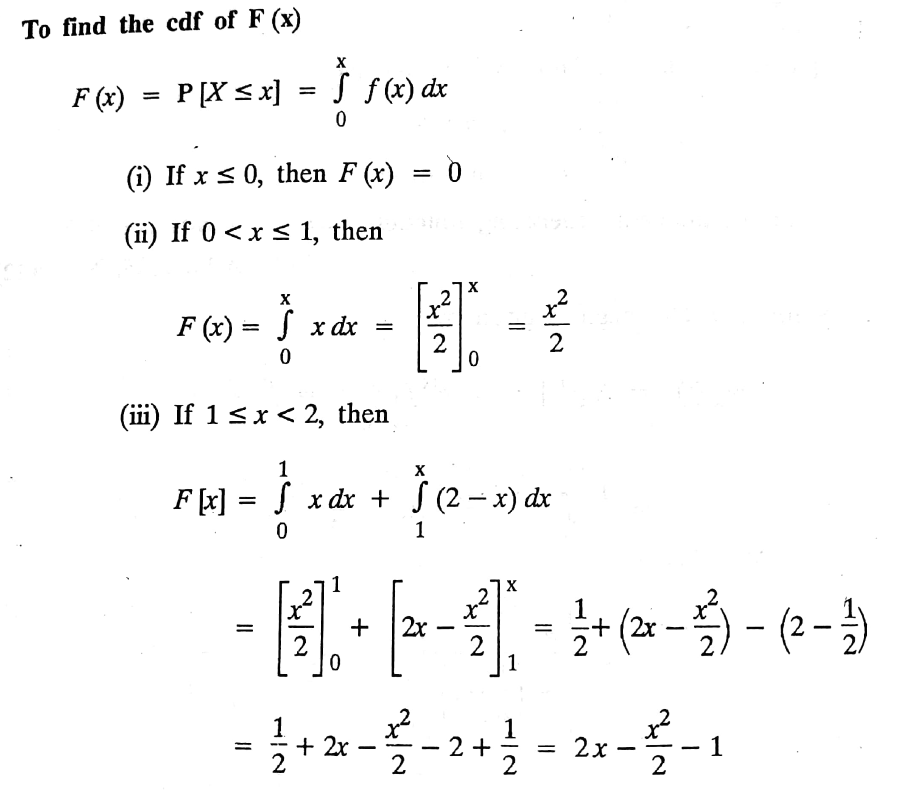 To find the cdf of F (x)
F (x) = P [X ≤ x] = ∫₀ˣ f (x) dx
(i) If x ≤ 0, then F (x) = 0
(ii) If 0 < x ≤ 1, then
F (x) = ∫₀ˣ x dx = [x²/2]₀ˣ = x²/2
(iii) If 1 ≤ x < 2, then
F [x] = ∫₀¹ x dx + ∫₁ˣ (2 – x) dx
= [x²/2]₀¹ + [2x – x²/2]₁ˣ = 1/2 + (2x – x²/2) – (2 – 1/2)
= 1/2 + 2x – x²/2 – 2 + 1/2 = 2x – x²/2 – 1